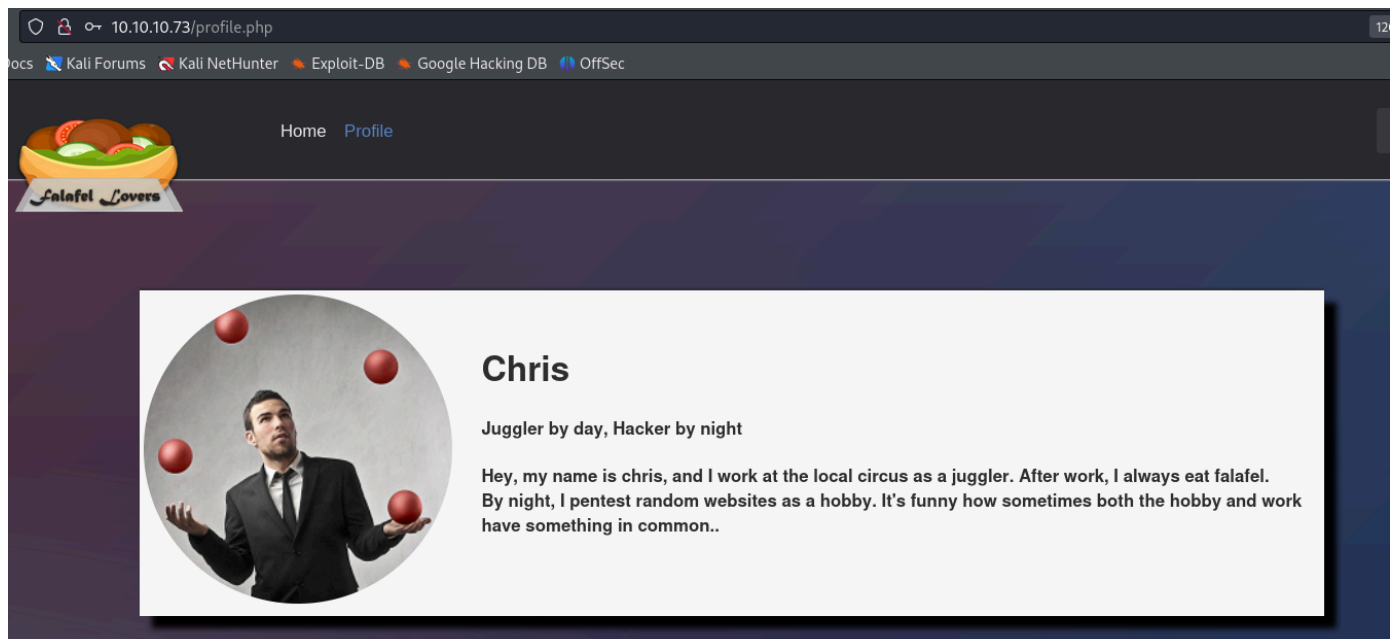 10.10.10.73/profile.php
Docs Kali Forums Kali NetHunter Exploit-DB Google Hacking DB OffSec
Home Profile
Falafel Lovers
Chris
Juggler by day, Hacker by night
Hey, my name is chris, and I work at the local circus as a juggler. After work, I always eat falafel.
By night, I pentest random websites as a hobby. It's funny how sometimes both the hobby and work
have something in common..